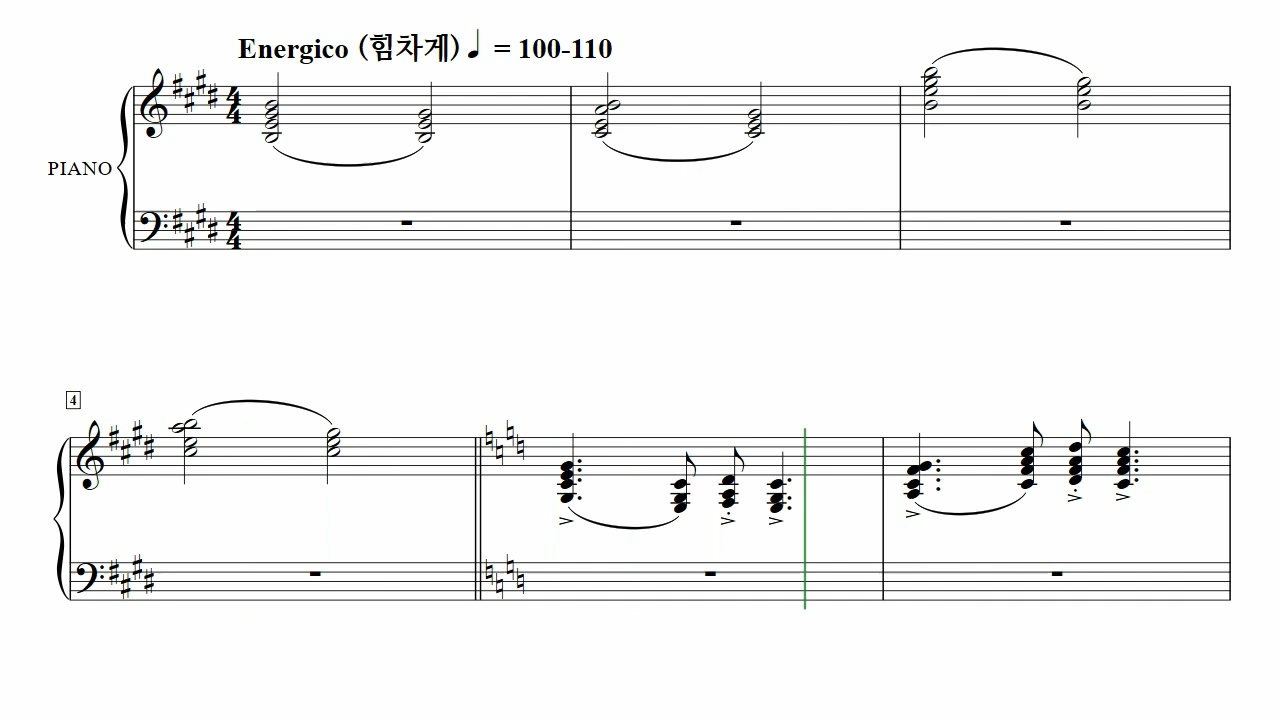 Energico (힘차게) ♩ = 100-110
PIANO
4